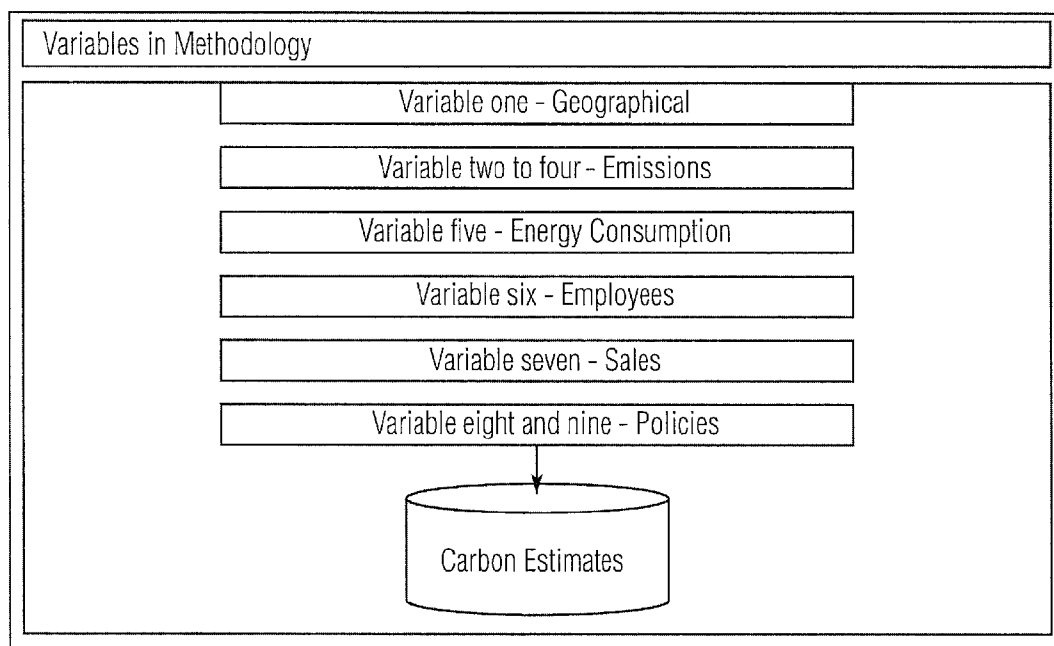 Variables in Methodology
Variable one - Geographical
Variable two to four - Emissions
Variable five - Energy Consumption
Variable six - Employees
Variable seven - Sales
Variable eight and nine - Policies
Carbon Estimates